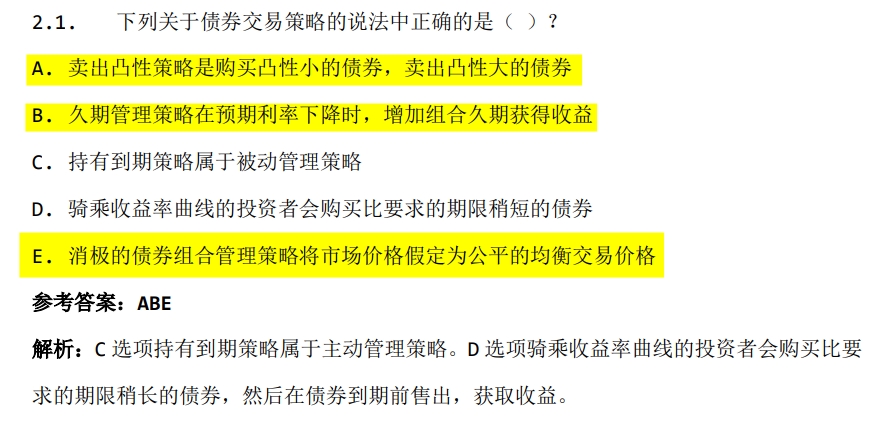 2.1. 下列关于债券交易策略的说法中正确的是（ ）？
A. 卖出凸性策略是购买凸性小的债券，卖出凸性大的债券
B. 久期管理策略在预期利率下降时，增加组合久期获得收益
C. 持有到期策略属于被动管理策略
D. 骑乘收益率曲线的投资者会购买比要求的期限稍短的债券
E. 消极的债券组合管理策略将市场价格假定为公平的均衡交易价格
参考答案：ABE
解析：C 选项持有到期策略属于主动管理策略。D 选项骑乘收益率曲线的投资者会购买比要
求的期限稍长的债券，然后在债券到期前售出，获取收益。